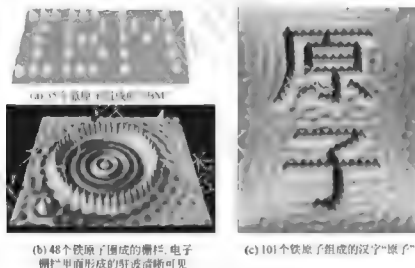 原
子
(b) 48个铁原子围成的栅栏, 电子
栅栏里面形成的驻波清晰可见
(c) 101个铁原子组成的汉字“原子”